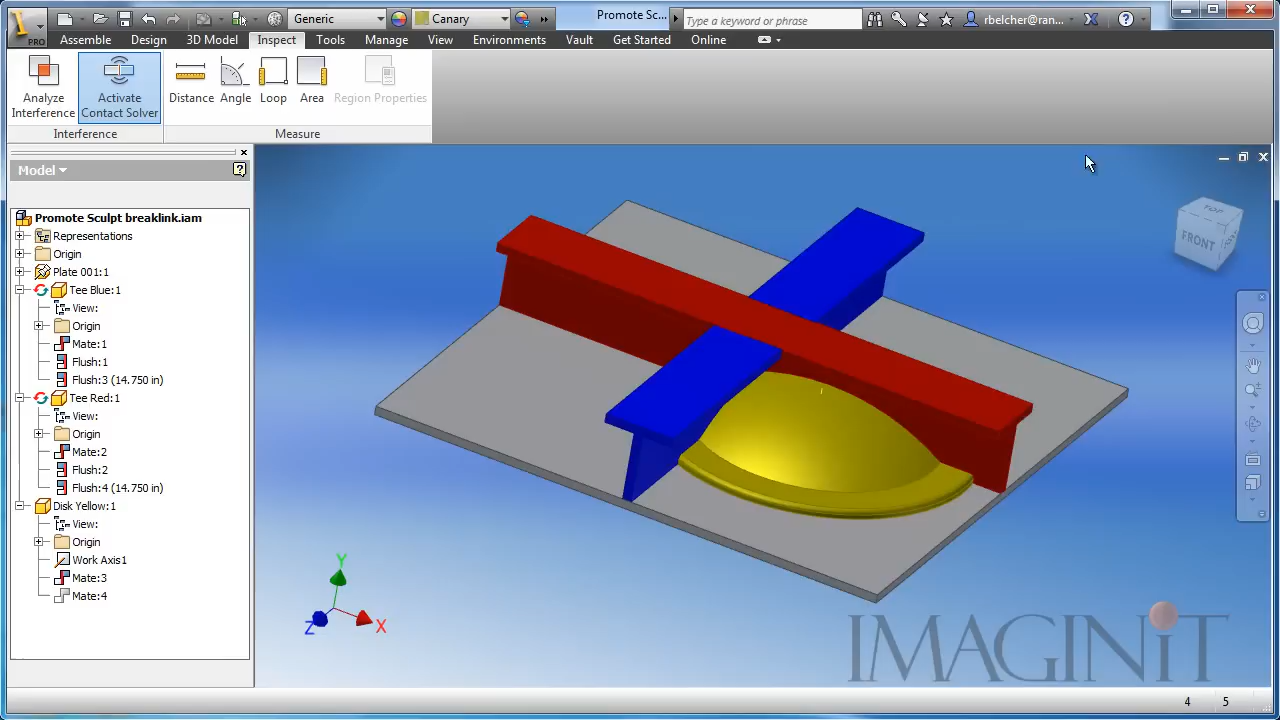 PRO
Generic
Canary
Promote Sc...
Type a keyword or phrase
rbelcher@ran...
Assemble
Design
3D Model
Inspect
Tools
Manage
View
Environments
Vault
Get Started
Online
Analyze
Interference
Activate
Contact Solver
Distance
Angle
Loop
Area
Region Properties
Interference
Measure
Model
Promote Sculpt breaklink.iam
Representations
Origin
Plate 001:1
Tee Blue:1
View:
Origin
Mate:1
Flush:1
Flush:3 (14.750 in)
Tee Red:1
View:
Origin
Mate:2
Flush:2
Flush:4 (14.750 in)
Disk Yellow:1
View:
Origin
Work Axis1
Mate:3
Mate:4
TOP
FRONT
Y
Z
X
IMAGINiT
4 5